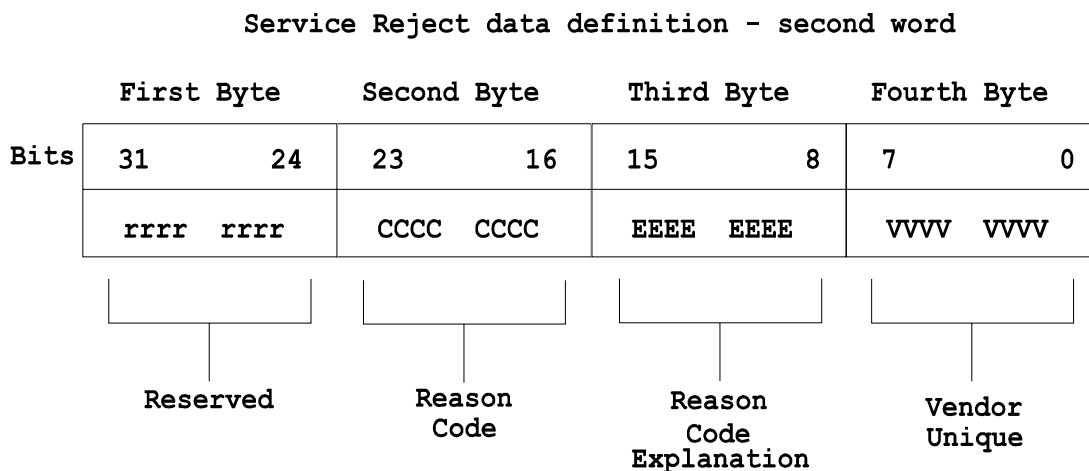 Service Reject data definition - second word
First Byte Second Byte Third Byte Fourth Byte
Bits 31 24 23 16 15 8 7 0
rrrr rrrr CCCC CCCC EEEE EEEE VVVV VVVV
Reserved
Reason
Code
Reason
Code
Explanation
Vendor
Unique